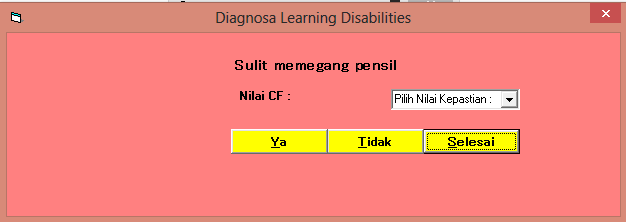 Diagnosa Learning Disabilities
Sulit memegang pensil
Nilai CF : Pilih Nilai Kepastian :
Ya Tidak Selesai